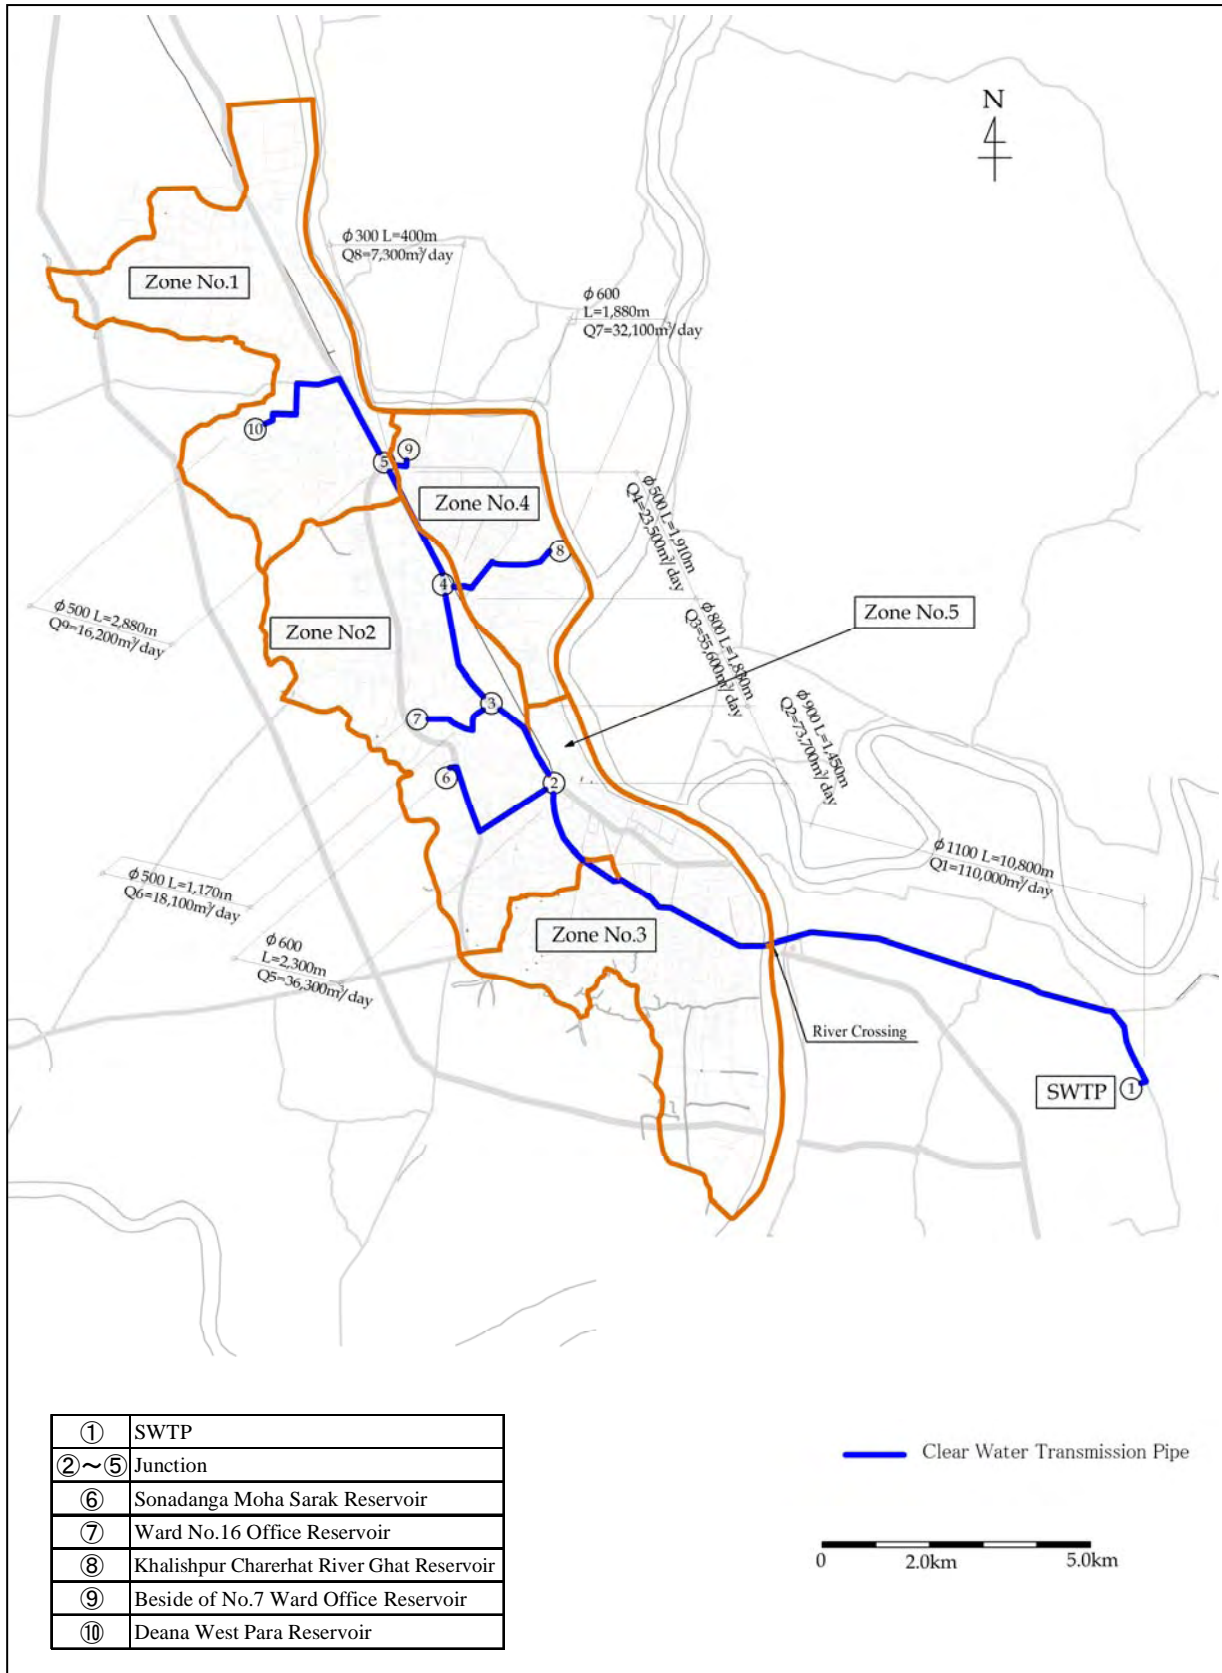 N
φ300 L=400m
Q8=7,300m³/day
Zone No.1
φ600
L=1,880m
Q7=32,100m³/day
⑩
⑨
⑤
Zone No.4
φ500 L=1,910m
Q4=23,500m³/day
⑧
④
φ500 L=2,880m
Q9=16,200m³/day
Zone No2
φ800 L=1,850m
Q3=55,600m³/day
Zone No.5
③
⑦
φ900 L=1,450m
Q2=73,700m³/day
⑥
②
φ1100 L=10,800m
Q1=110,000m³/day
φ500 L=1,170m
Q6=18,100m³/day
Zone No.3
φ600
L=2,300m
Q5=36,300m³/day
River Crossing
SWTP ①
① SWTP
②~⑤ Junction
⑥ Sonadanga Moha Sarak Reservoir
⑦ Ward No.16 Office Reservoir
⑧ Khalishpur Charerhat River Ghat Reservoir
⑨ Beside of No.7 Ward Office Reservoir
⑩ Deana West Para Reservoir
Clear Water Transmission Pipe
0 2.0km 5.0km